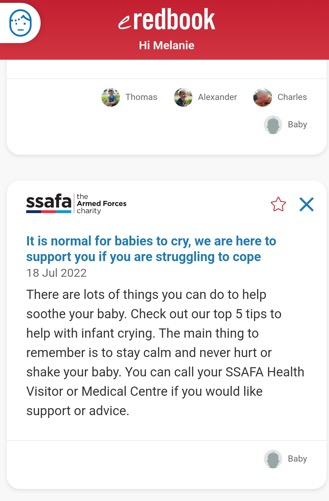 eredbook
Hi Melanie
Thomas
Alexander
Charles
Baby
ssafa the Armed Forces charity
It is normal for babies to cry, we are here to
support you if you are struggling to cope
18 Jul 2022
There are lots of things you can do to help
soothe your baby. Check out our top 5 tips to
help with infant crying. The main thing to
remember is to stay calm and never hurt or
shake your baby. You can call your SSAFA Health
Visitor or Medical Centre if you would like
support or advice.
Baby